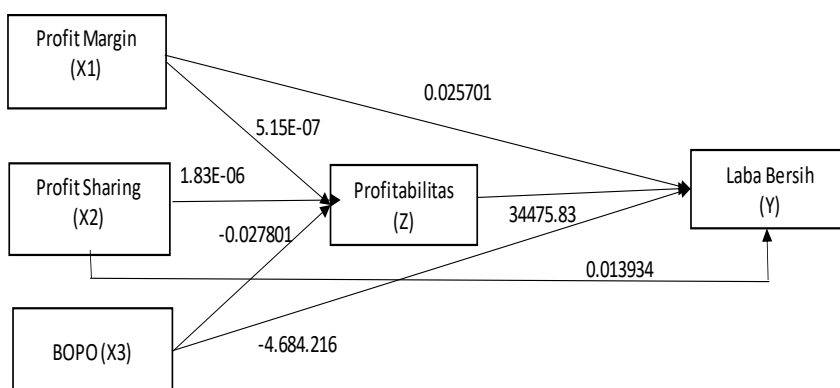 Profit Margin
(X1)
0.025701
5.15E-07
Profit Sharing
(X2)
1.83E-06
Profitabilitas
(Z)
Laba Bersih
(Y)
34475.83
-0.027801
0.013934
BOPO (X3)
-4.684.216